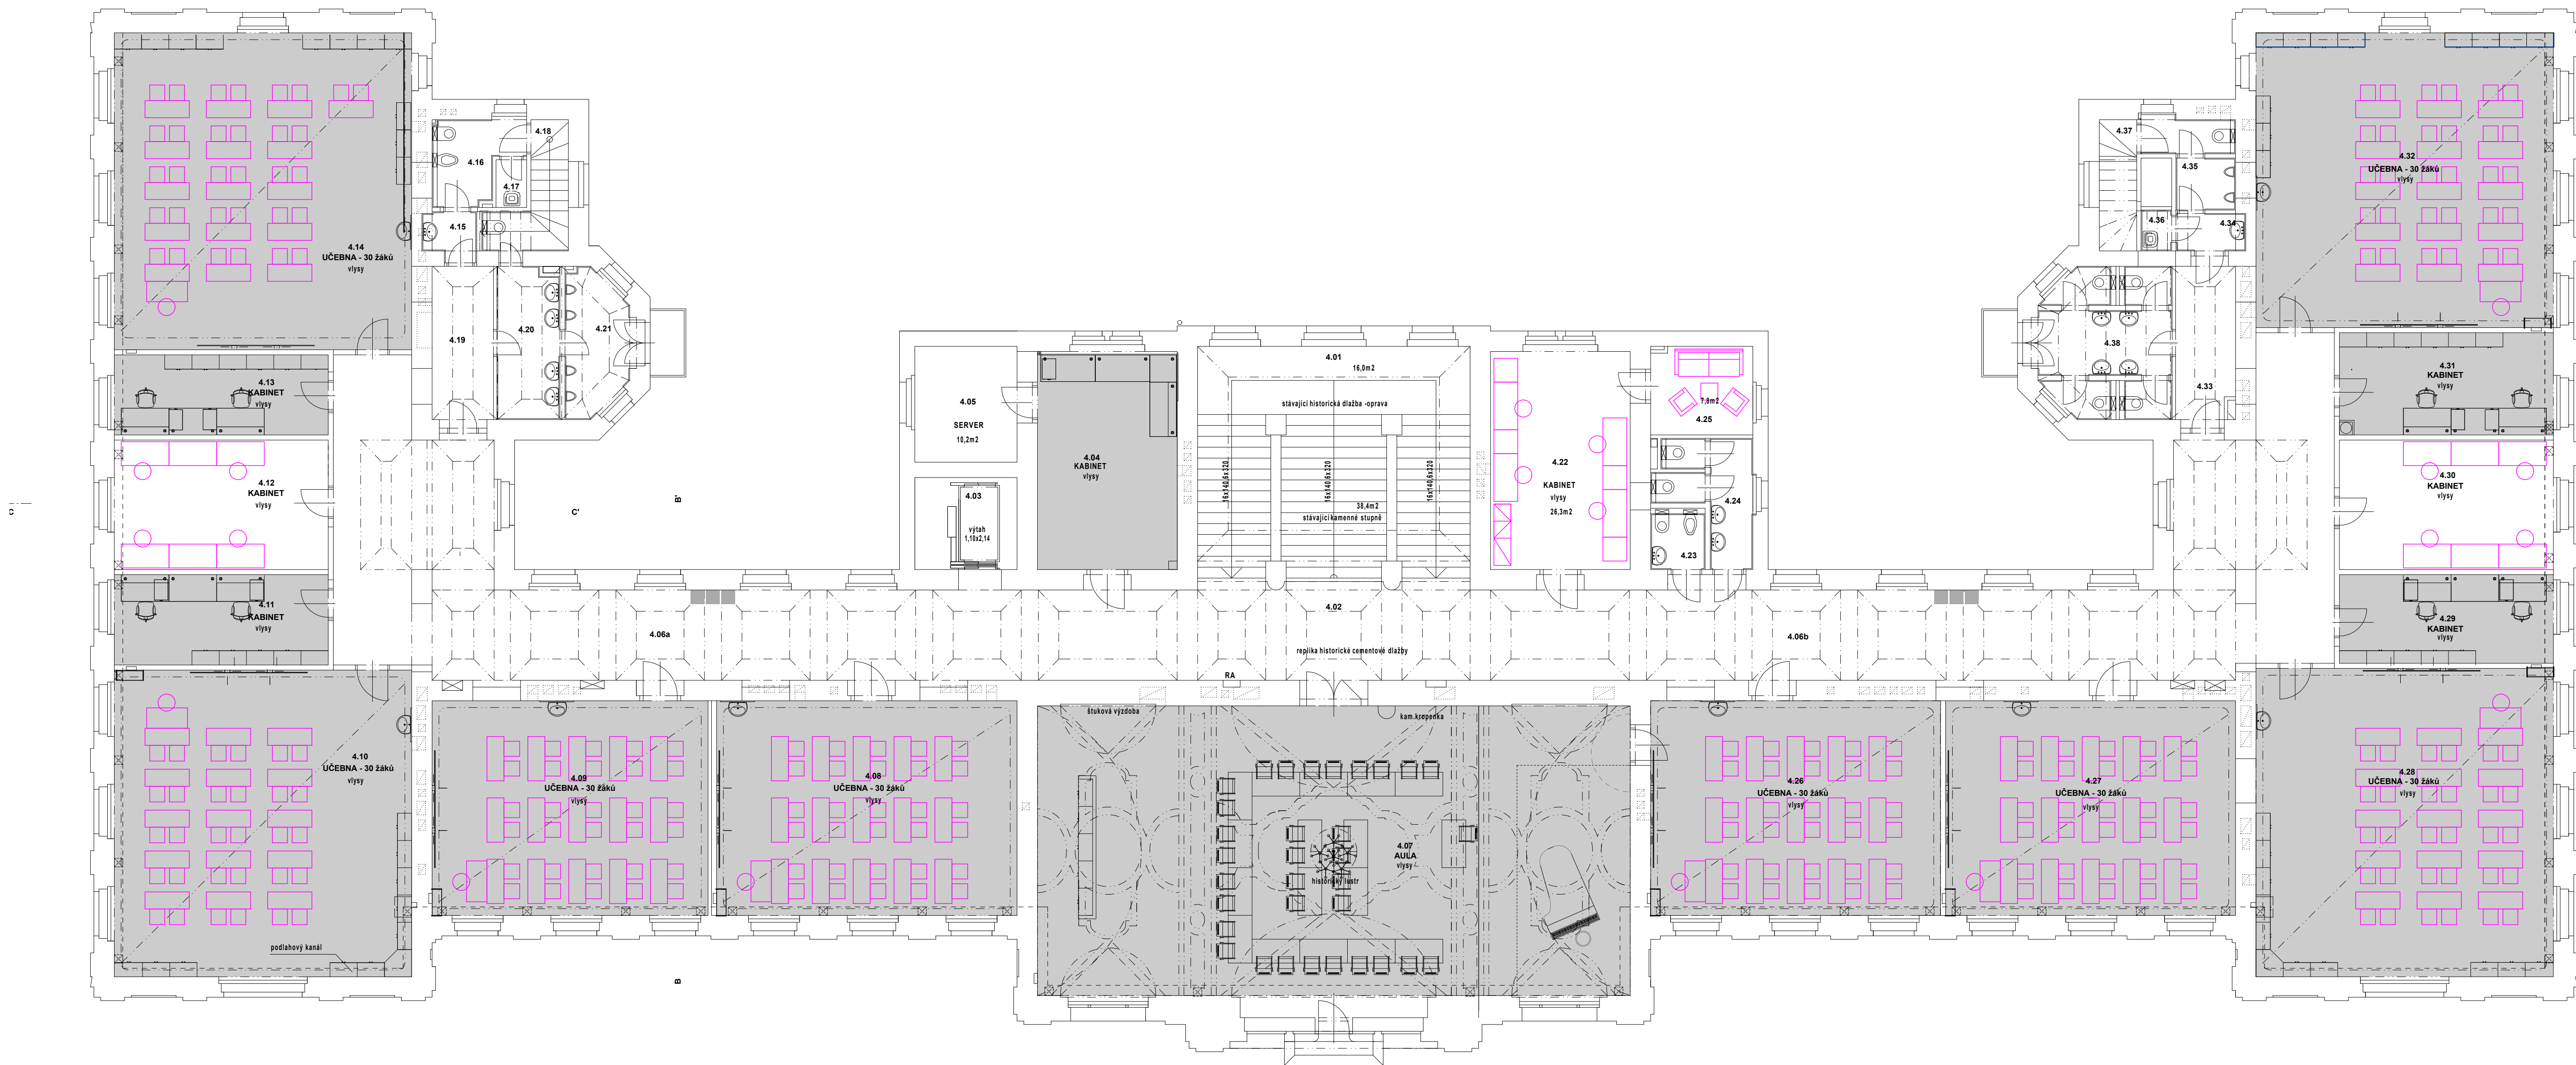 4.14
UČEBNA - 30 žáků
vlysy
4.16
4.17
4.18
4.15
4.19
4.20
4.21
4.13
KABINET
vlysy
4.12
KABINET
vlysy
4.11
KABINET
vlysy
4.10
UČEBNA - 30 žáků
vlysy
podlahový kanál
C
C'
B'
B
4.05
SERVER
10,2m2
4.03
výtah
1,10x2,14
4.04
KABINET
vlysy
4.01
16,0m2
stávající historická dlažba -oprava
16x140,6x320
16x140,6x320
16x140,6x320
38,4m2
stávající kamenné stupně
4.22
KABINET
vlysy
26,3m2
7,8m2
4.25
4.24
4.23
4.06a
4.02
replika historické cementové dlažby
4.06b
RA
4.09
UČEBNA - 30 žáků
vlysy
4.08
UČEBNA - 30 žáků
vlysy
štuková výzdoba
kam.kropenka
4.07
AULA
vlysy
historický lustr
4.26
UČEBNA - 30 žáků
vlysy
4.27
UČEBNA - 30 žáků
vlysy
4.37
4.35
4.36
4.34
4.38
4.33
4.32
UČEBNA - 30 žáků
vlysy
4.31
KABINET
vlysy
4.30
KABINET
vlysy
4.29
KABINET
vlysy
4.28
UČEBNA - 30 žáků
vlysy